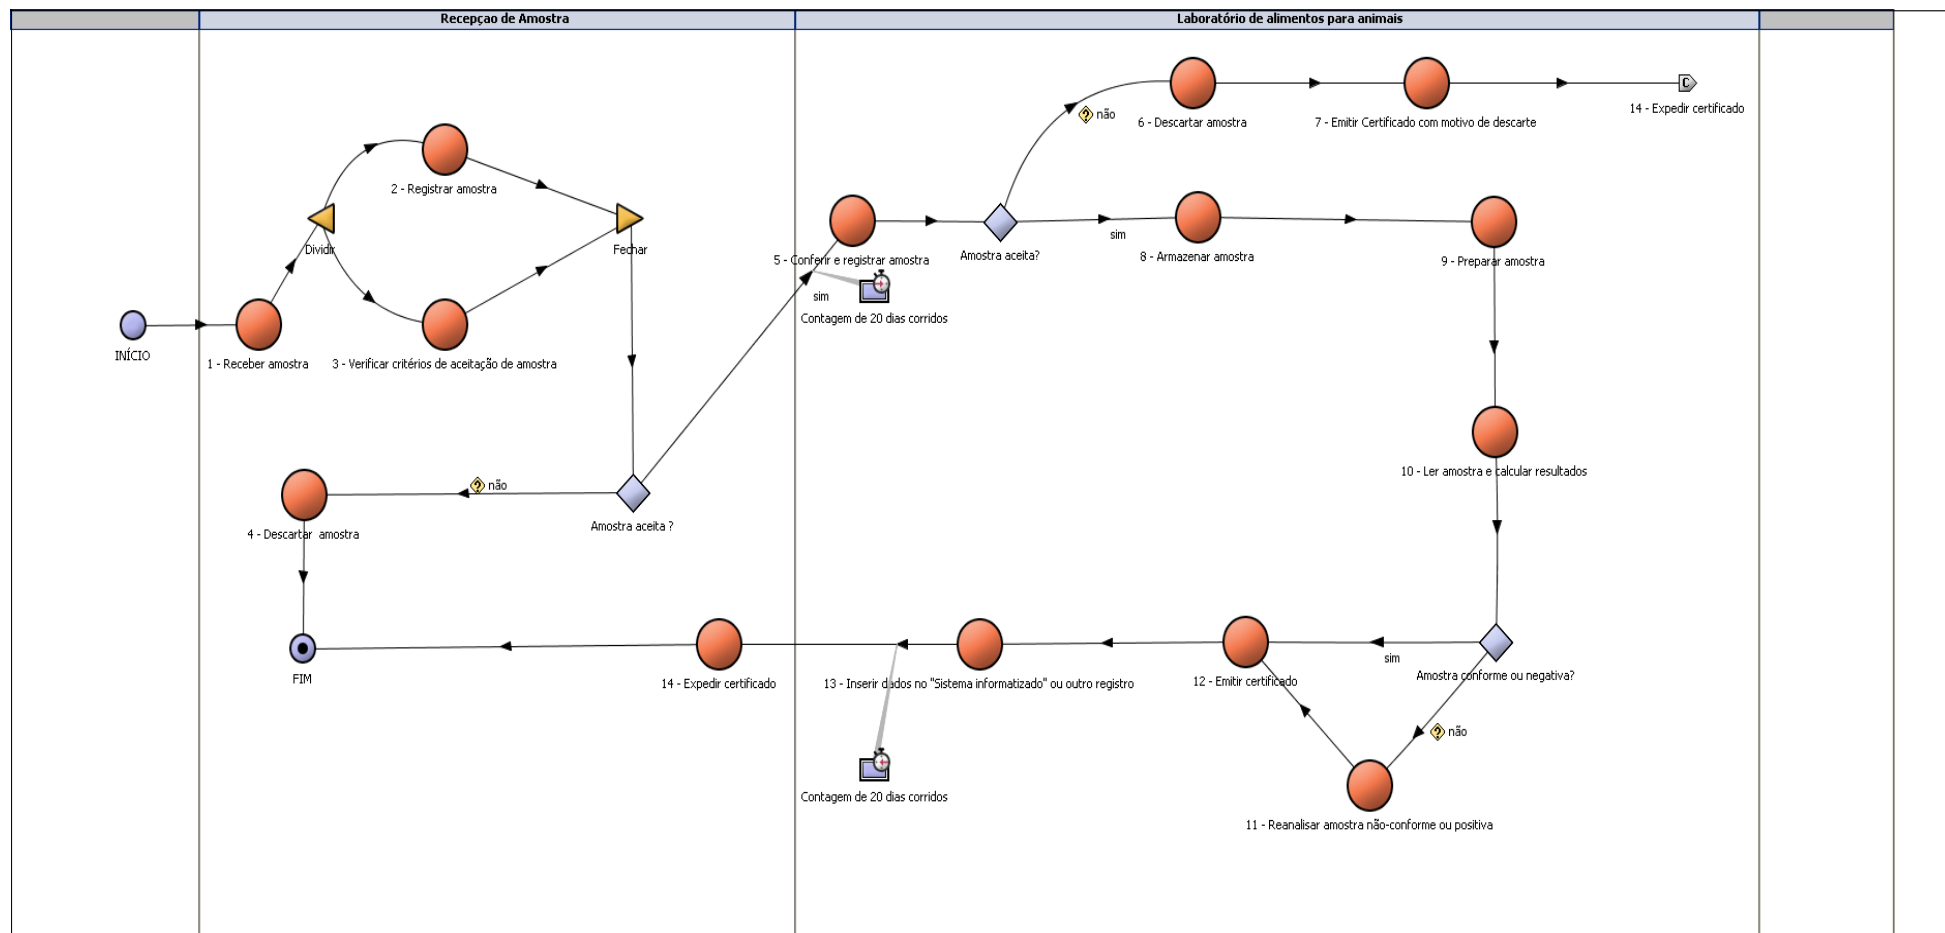 Recepçao de Amostra
Laboratório de alimentos para animais
não
6 - Descartar amostra
7 - Emitir Certificado com motivo de descarte
C
14 - Expedir certificado
2 - Registrar amostra
Dividir
Fechar
5 - Conferir e registrar amostra
Amostra aceita?
sim
8 - Armazenar amostra
9 - Preparar amostra
sim
Contagem de 20 dias corridos
INÍCIO
1 - Receber amostra
3 - Verificar critérios de aceitação de amostra
10 - Ler amostra e calcular resultados
não
Amostra aceita ?
4 - Descartar  amostra
FIM
14 - Expedir certificado
13 - Inserir dados no "Sistema informatizado" ou outro registro
12 - Emitir certificado
sim
Amostra conforme ou negativa?
não
Contagem de 20 dias corridos
11 - Reanalisar amostra não-conforme ou positiva